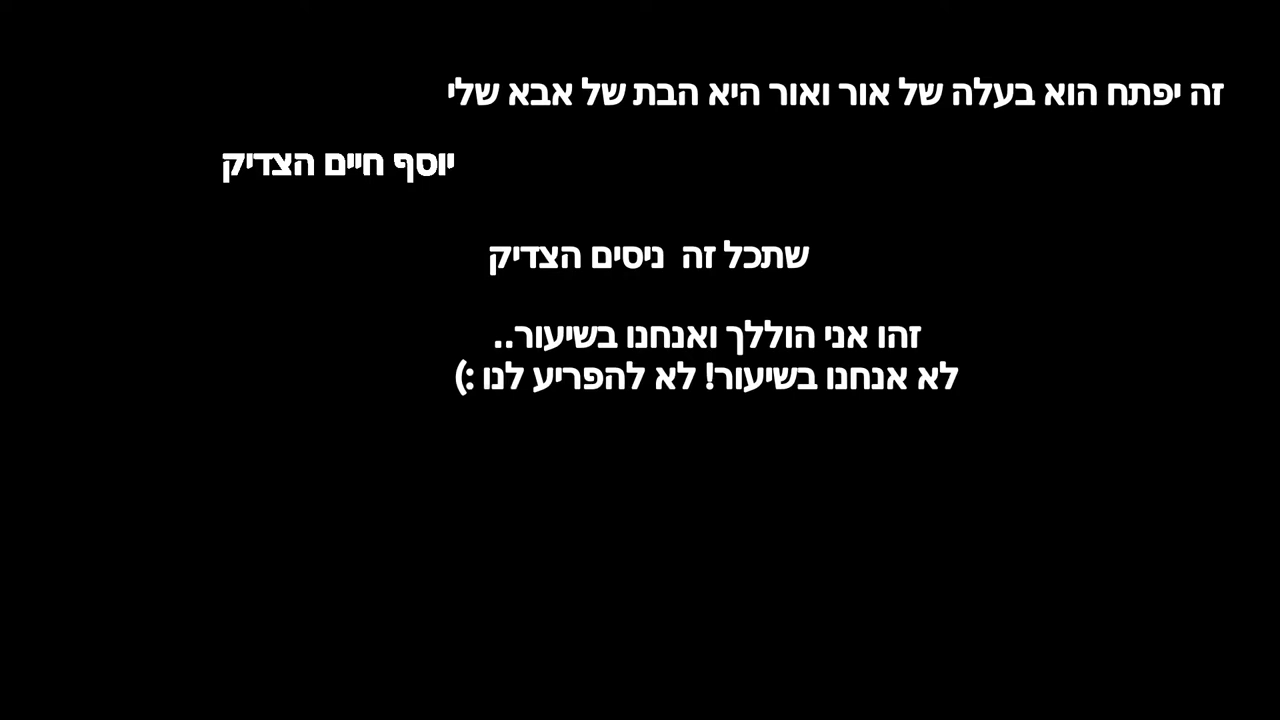 זה יפתח הוא בעלה של אור ואור היא הבת של אבא שלי
יוסף חיים הצדיק
שתכל זה  ניסים הצדיק
זהו אני הוללך ואנחנו בשיעור..
לא אנחנו בשיעור! לא להפריע לנו :)